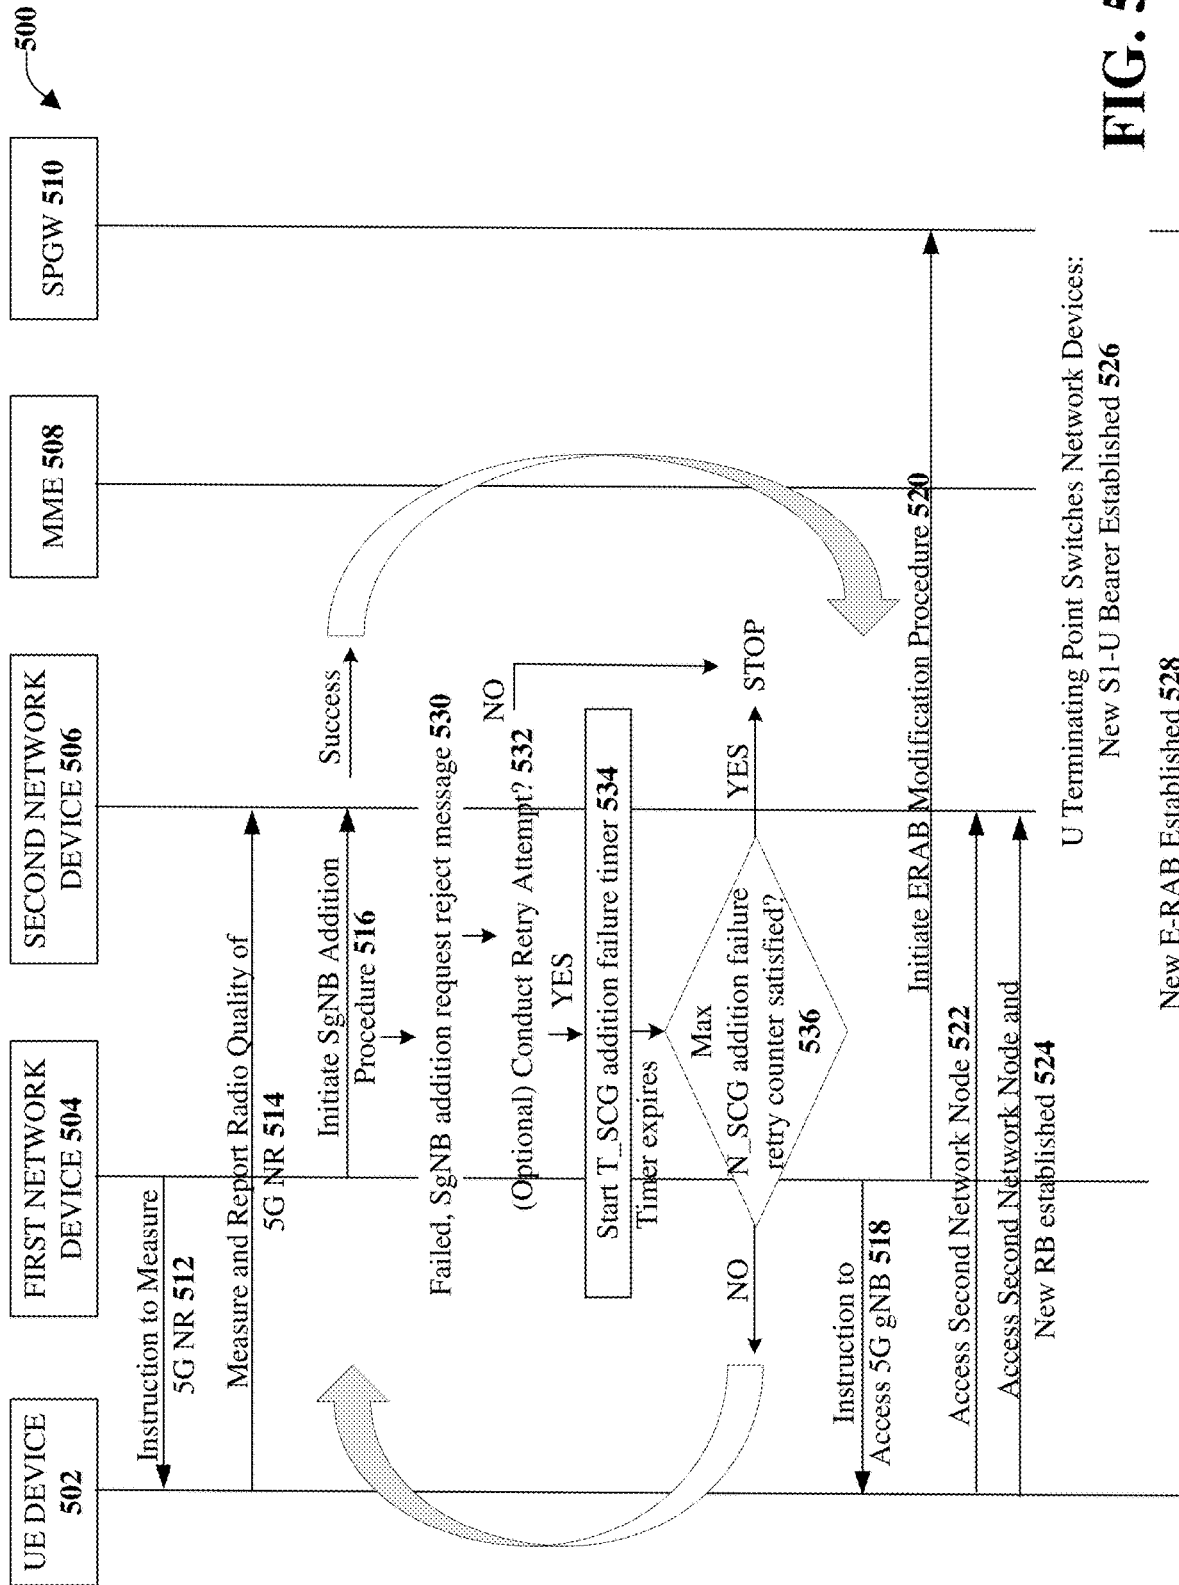 500
UE DEVICE
502
FIRST NETWORK
DEVICE 504
SECOND NETWORK
DEVICE 506
MME 508
SPGW 510
Instruction to Measure
5G NR 512
Measure and Report Radio Quality of
5G NR 514
Initiate SgNB Addition
Procedure 516
Success
Failed, SgNB addition request reject message 530
(Optional) Conduct Retry Attempt? 532
NO
YES
Start T_SCG addition failure timer 534
Timer expires
Max
N_SCG addition failure
retry counter satisfied?
536
NO
YES
STOP
Instruction to
Access 5G gNB 518
Initiate ERAB Modification Procedure 520
Access Second Network Node 522
Access Second Network Node and
New RB established 524
U Terminating Point Switches Network Devices:
New S1-U Bearer Established 526
New E-RAB Established 528
FIG. 5